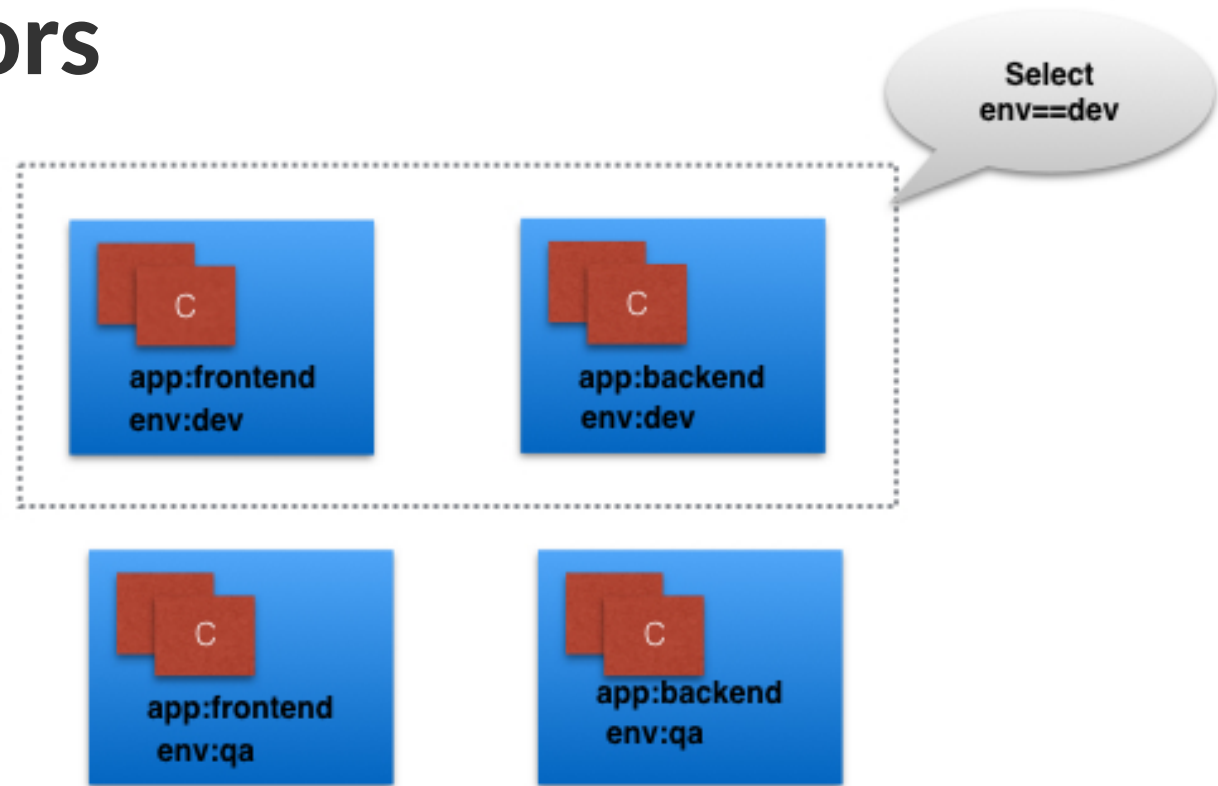 ors
Select
env==dev
C
app:frontend
env:dev
C
app:backend
env:dev
C
app:frontend
env:qa
C
app:backend
env:qa